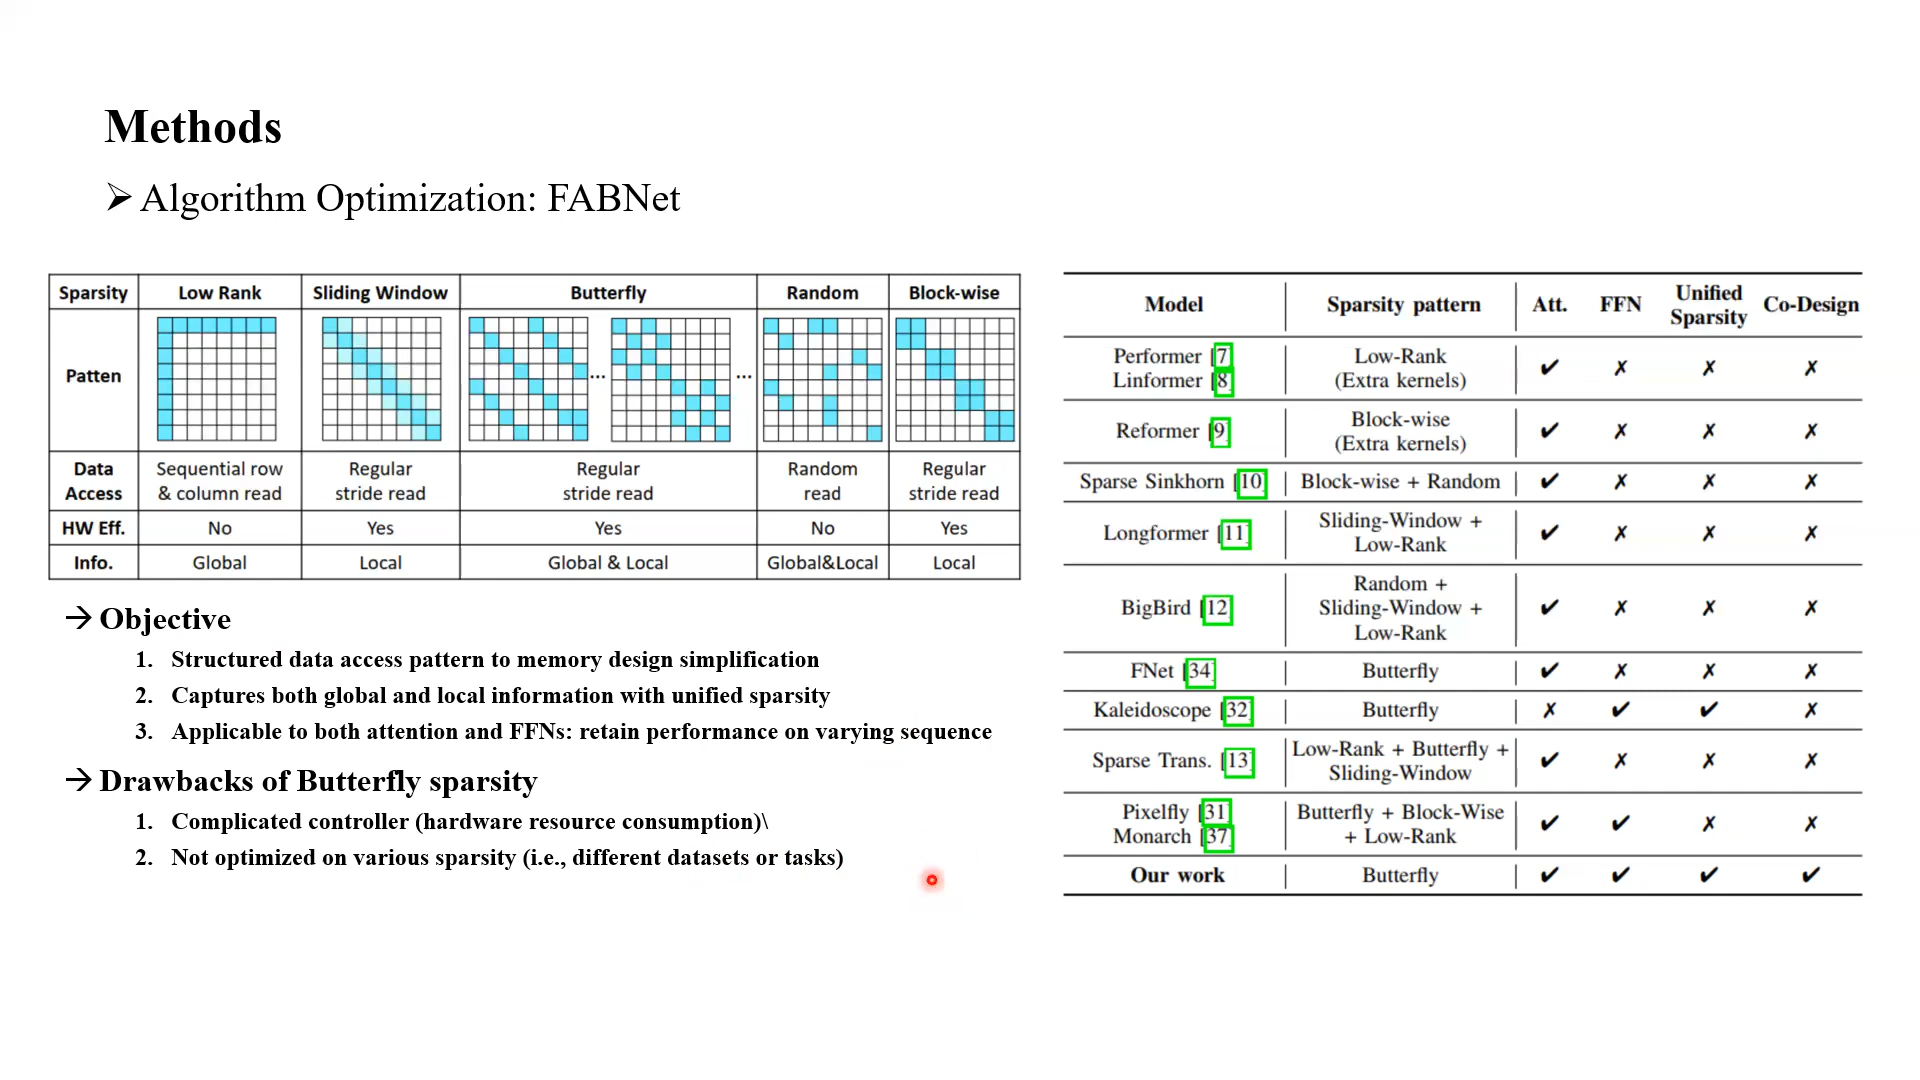 Methods
➢ Algorithm Optimization: FABNet
Sparsity Low Rank Sliding Window Butterfly Random Block-wise
Patten ... ...
Data Access Sequential row & column read Regular stride read Regular stride read Random read Regular stride read
HW Eff. No Yes Yes No Yes
Info. Global Local Global & Local Global&Local Local
→ Objective
1. Structured data access pattern to memory design simplification
2. Captures both global and local information with unified sparsity
3. Applicable to both attention and FFNs: retain performance on varying sequence
→ Drawbacks of Butterfly sparsity
1. Complicated controller (hardware resource consumption)\
2. Not optimized on various sparsity (i.e., different datasets or tasks)
Model Sparsity pattern Att. FFN Unified Sparsity Co-Design
Performer [7] Linformer [8] Low-Rank (Extra kernels) ✔ ✗ ✗ ✗
Reformer [9] Block-wise (Extra kernels) ✔ ✗ ✗ ✗
Sparse Sinkhorn [10] Block-wise + Random ✔ ✗ ✗ ✗
Longformer [11] Sliding-Window + Low-Rank ✔ ✗ ✗ ✗
BigBird [12] Random + Sliding-Window + Low-Rank ✔ ✗ ✗ ✗
FNet [34] Butterfly ✔ ✗ ✗ ✗
Kaleidoscope [32] Butterfly ✗ ✔ ✔ ✗
Sparse Trans. [13] Low-Rank + Butterfly + Sliding-Window ✔ ✗ ✗ ✗
Pixelfly [31] Monarch [37] Butterfly + Block-Wise + Low-Rank ✔ ✔ ✗ ✗
Our work Butterfly ✔ ✔ ✔ ✔